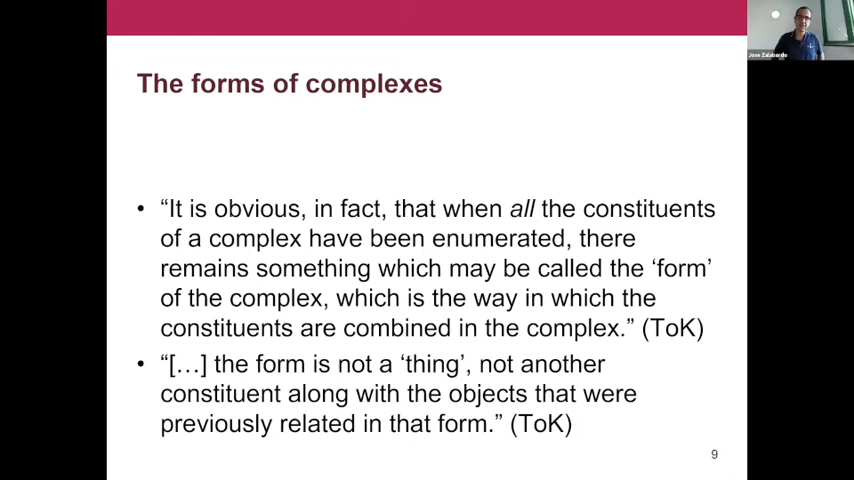 Jose Zalabardo
The forms of complexes
• “It is obvious, in fact, that when all the constituents
of a complex have been enumerated, there
remains something which may be called the ‘form’
of the complex, which is the way in which the
constituents are combined in the complex.” (ToK)
• “[…] the form is not a ‘thing’, not another
constituent along with the objects that were
previously related in that form.” (ToK)
9